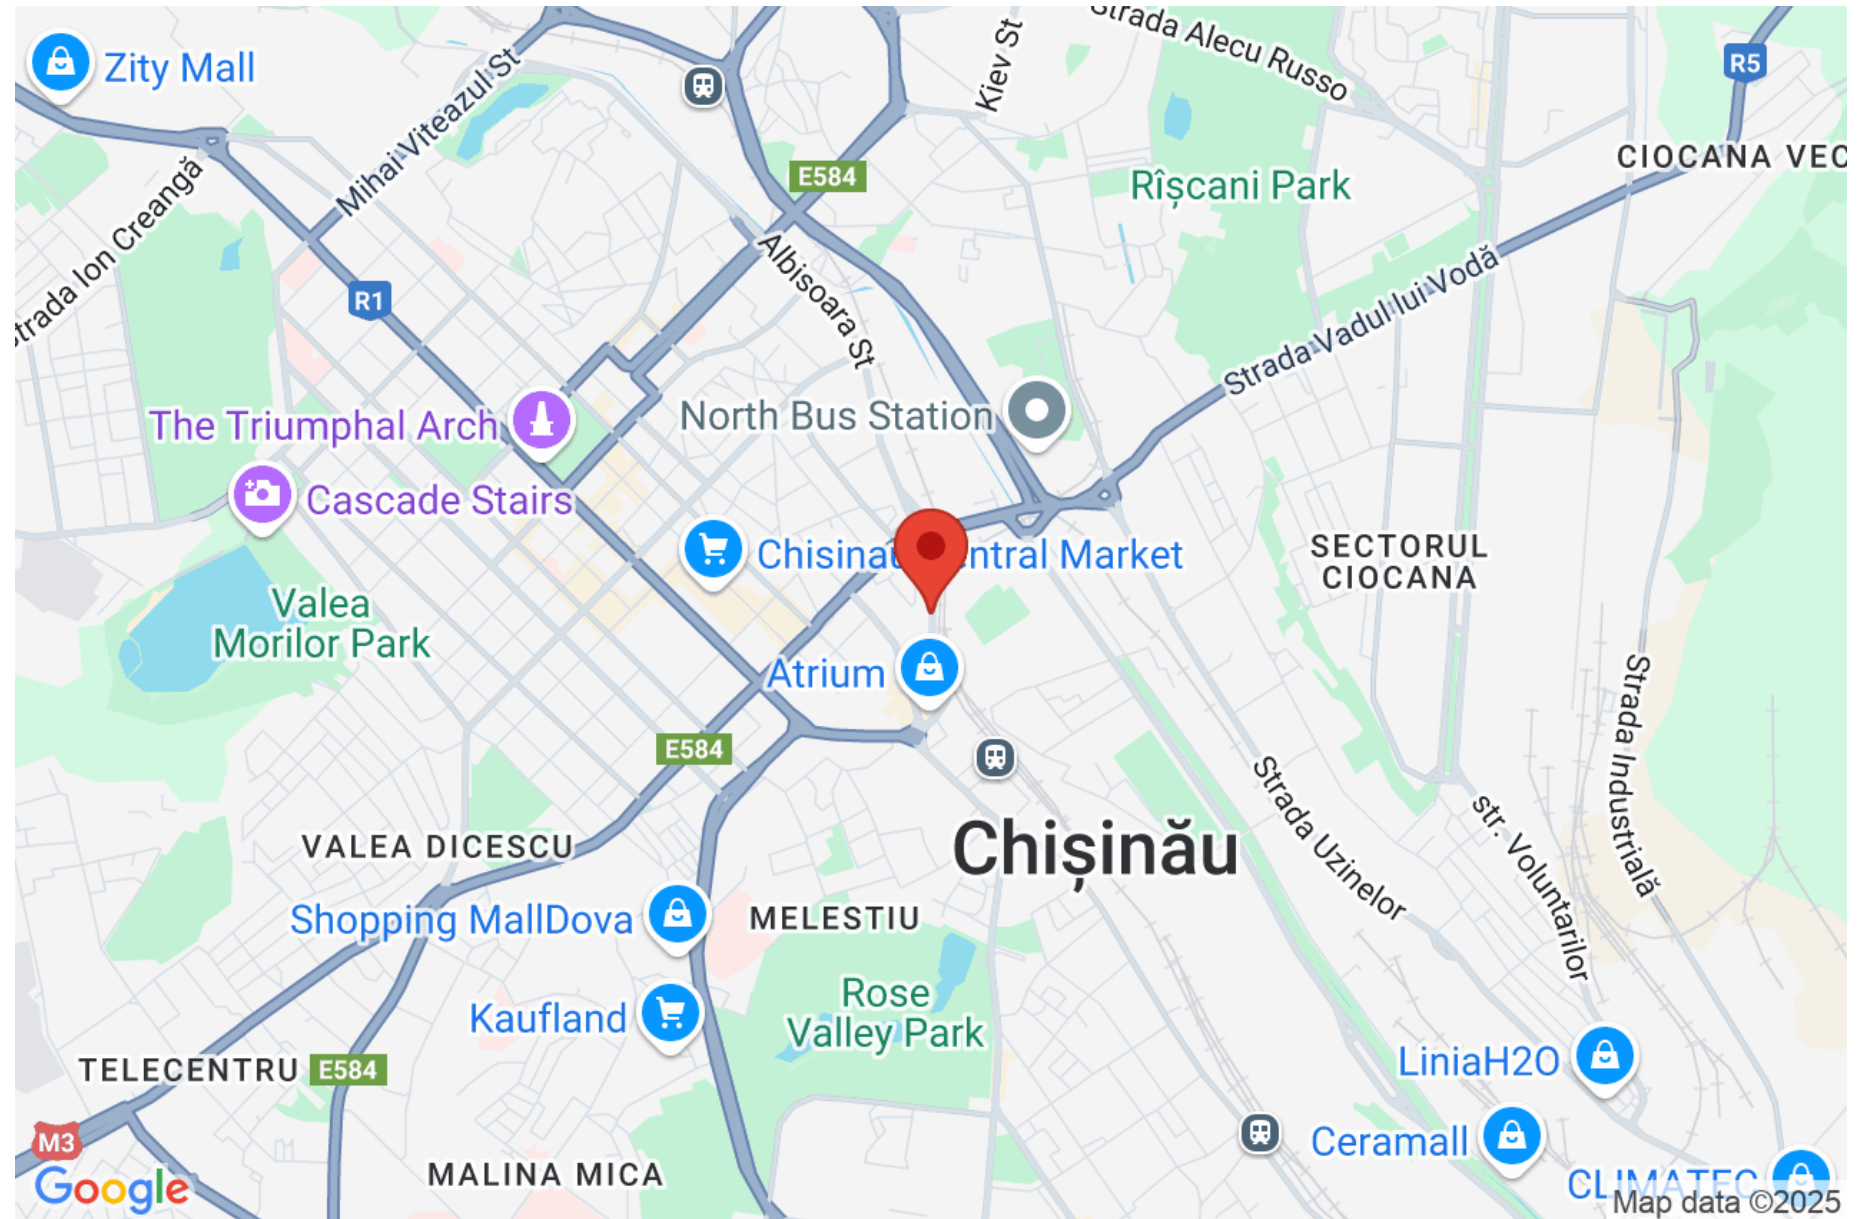 Strada Alecu Russo
Kiev St
Zity Mall
R5
Mihai Viteazul St
CIOCANA VEC
E584
Rîșcani Park
Strada Ion Creangă
Albisoara St
R1
Strada Vadul lui Vodă
The Triumphal Arch
North Bus Station
Cascade Stairs
Chisinau Central Market
SECTORUL
CIOCANA
Valea
Morilor Park
Atrium
E584
Strada Industrială
Strada Uzinelor
str. Voluntarilor
VALEA DICESCU
Chișinău
Shopping MallDova
MELESTIU
Rose
Valley Park
Kaufland
LiniaH2O
TELECENTRU
E584
M3
Ceramall
MALINA MICA
CLIMATEC
Google
Map data ©2025